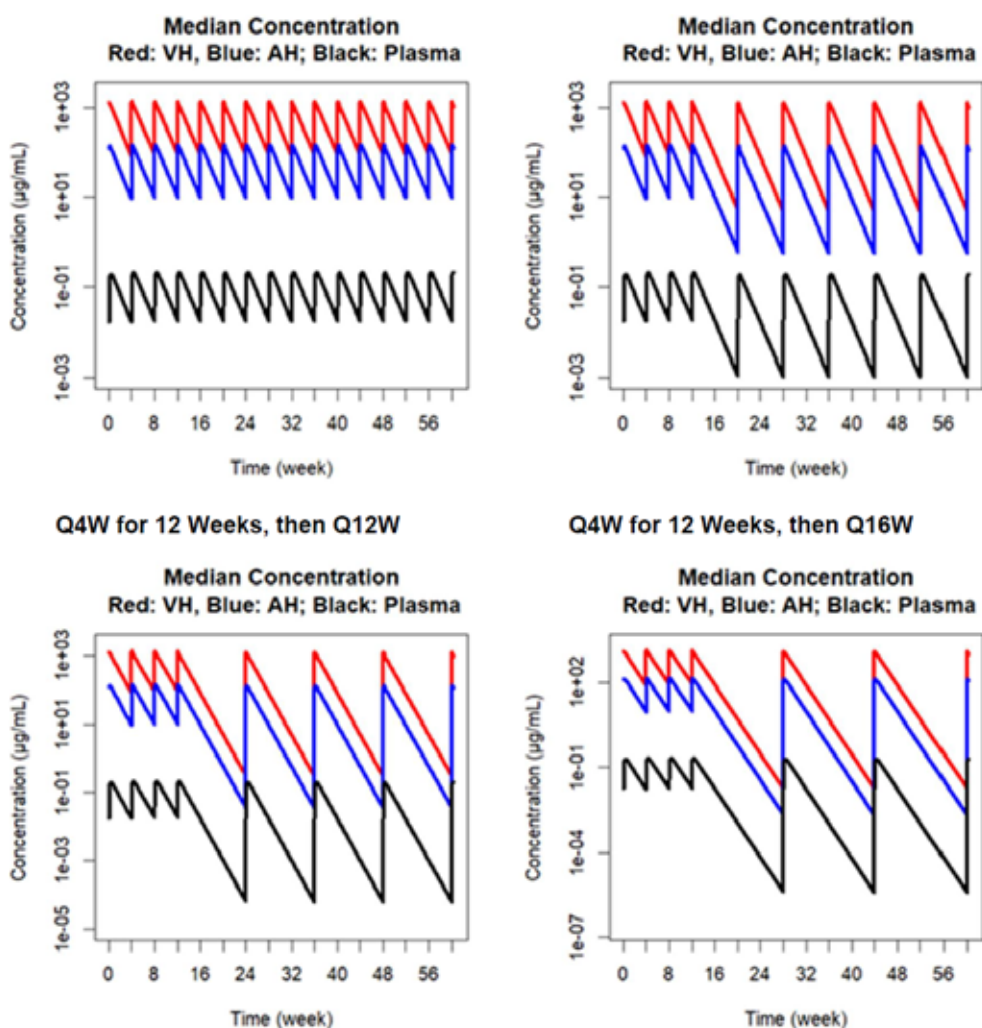 Median Concentration
Red: VH, Blue: AH; Black: Plasma
Concentration (µg/mL)
1e+03
1e+01
1e-01
1e-03
0 8 16 24 32 40 48 56
Time (week)
Median Concentration
Red: VH, Blue: AH; Black: Plasma
Concentration (µg/mL)
1e+03
1e+01
1e-01
1e-03
0 8 16 24 32 40 48 56
Time (week)
Q4W for 12 Weeks, then Q12W
Median Concentration
Red: VH, Blue: AH; Black: Plasma
Concentration (µg/mL)
1e+03
1e+01
1e-01
1e-03
1e-05
0 8 16 24 32 40 48 56
Time (week)
Q4W for 12 Weeks, then Q16W
Median Concentration
Red: VH, Blue: AH; Black: Plasma
Concentration (µg/mL)
1e+02
1e-01
1e-04
1e-07
0 8 16 24 32 40 48 56
Time (week)